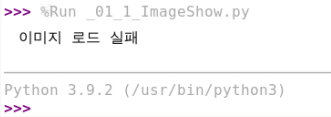 >>> %Run _01_1_ImageShow.py
이미지 로드 실패
Python 3.9.2 (/usr/bin/python3)
>>>